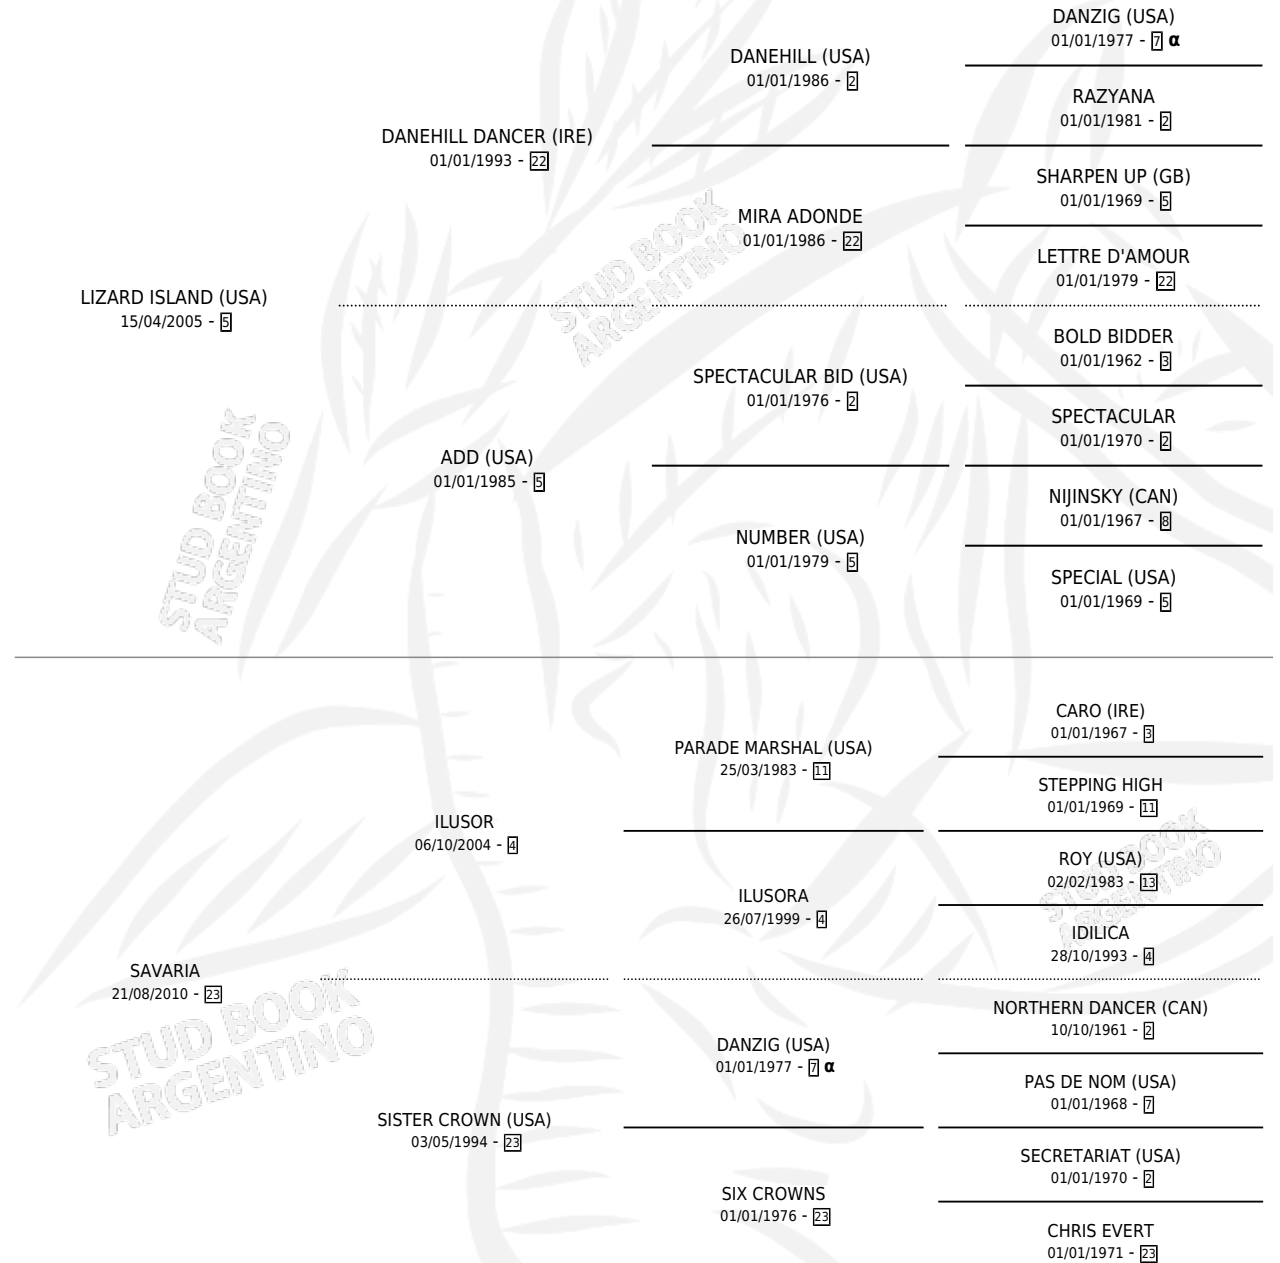 DANZIG (USA)
01/01/1977 - 7 α
DANEHILL (USA)
01/01/1986 - 2
RAZYANA
01/01/1981 - 2
DANEHILL DANCER (IRE)
01/01/1993 - 22
SHARPEN UP (GB)
01/01/1969 - 5
MIRA ADONDE
01/01/1986 - 22
LETTRE D'AMOUR
01/01/1979 - 22
LIZARD ISLAND (USA)
15/04/2005 - 5
BOLD BIDDER
01/01/1962 - 3
SPECTACULAR BID (USA)
01/01/1976 - 2
SPECTACULAR
01/01/1970 - 2
ADD (USA)
01/01/1985 - 5
NIJINSKY (CAN)
01/01/1967 - 8
NUMBER (USA)
01/01/1979 - 5
SPECIAL (USA)
01/01/1969 - 5
CARO (IRE)
01/01/1967 - 3
PARADE MARSHAL (USA)
25/03/1983 - 11
STEPPING HIGH
01/01/1969 - 11
ILUSOR
06/10/2004 - 4
ROY (USA)
02/02/1983 - 13
ILUSORA
26/07/1999 - 4
IDILICA
28/10/1993 - 4
SAVARIA
21/08/2010 - 23
NORTHERN DANCER (CAN)
10/10/1961 - 2
DANZIG (USA)
01/01/1977 - 7 α
PAS DE NOM (USA)
01/01/1968 - 7
SISTER CROWN (USA)
03/05/1994 - 23
SECRETARIAT (USA)
01/01/1970 - 2
SIX CROWNS
01/01/1976 - 23
CHRIS EVERT
01/01/1971 - 23
STUD BOOK
ARGENTINO
STUD BOOK
ARGENTINO
STUD BOOK
ARGENTINO
STUD BOOK
ARGENTINO